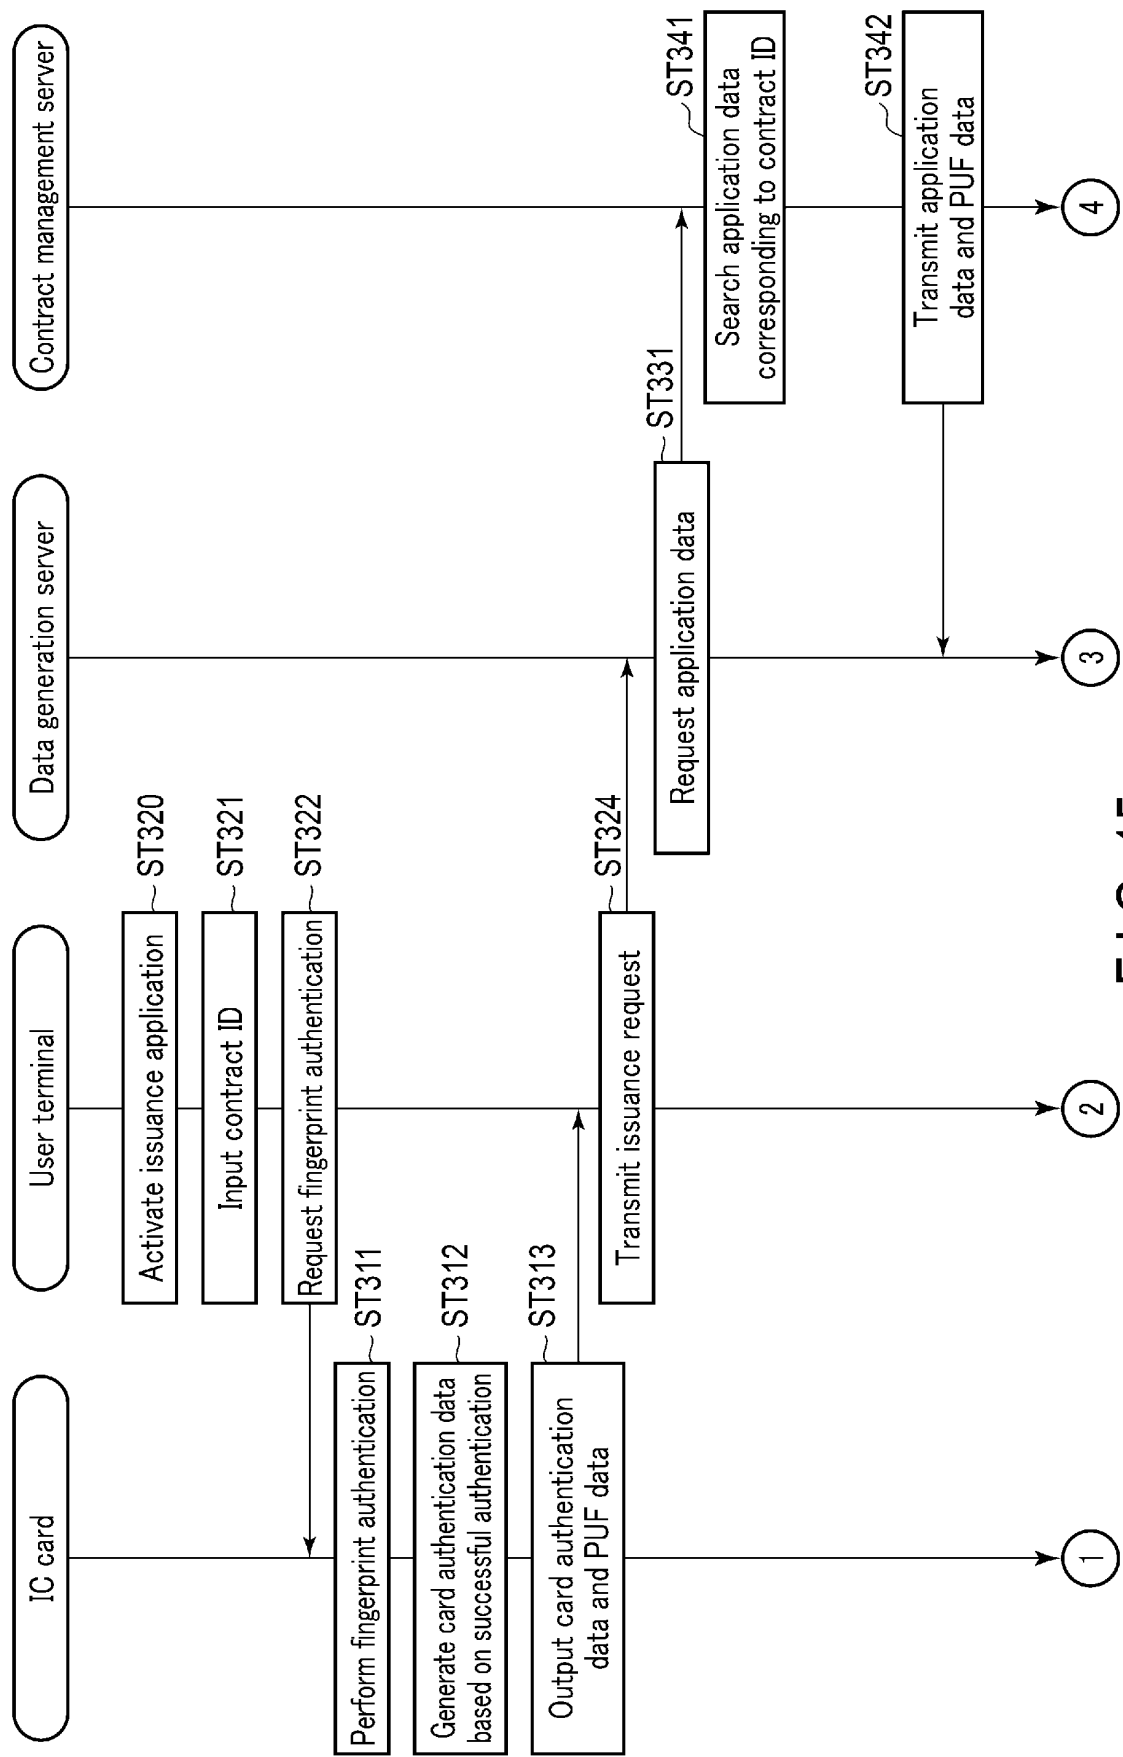 IC card
User terminal
Data generation server
Contract management server
Activate issuance application
ST320
Input contract ID
ST321
Request fingerprint authentication
ST322
Perform fingerprint authentication
ST311
Generate card authentication data
based on successful authentication
ST312
Output card authentication
data and PUF data
ST313
Transmit issuance request
ST324
Request application data
ST331
Search application data
corresponding to contract ID
ST341
Transmit application
data and PUF data
ST342
1
2
3
4